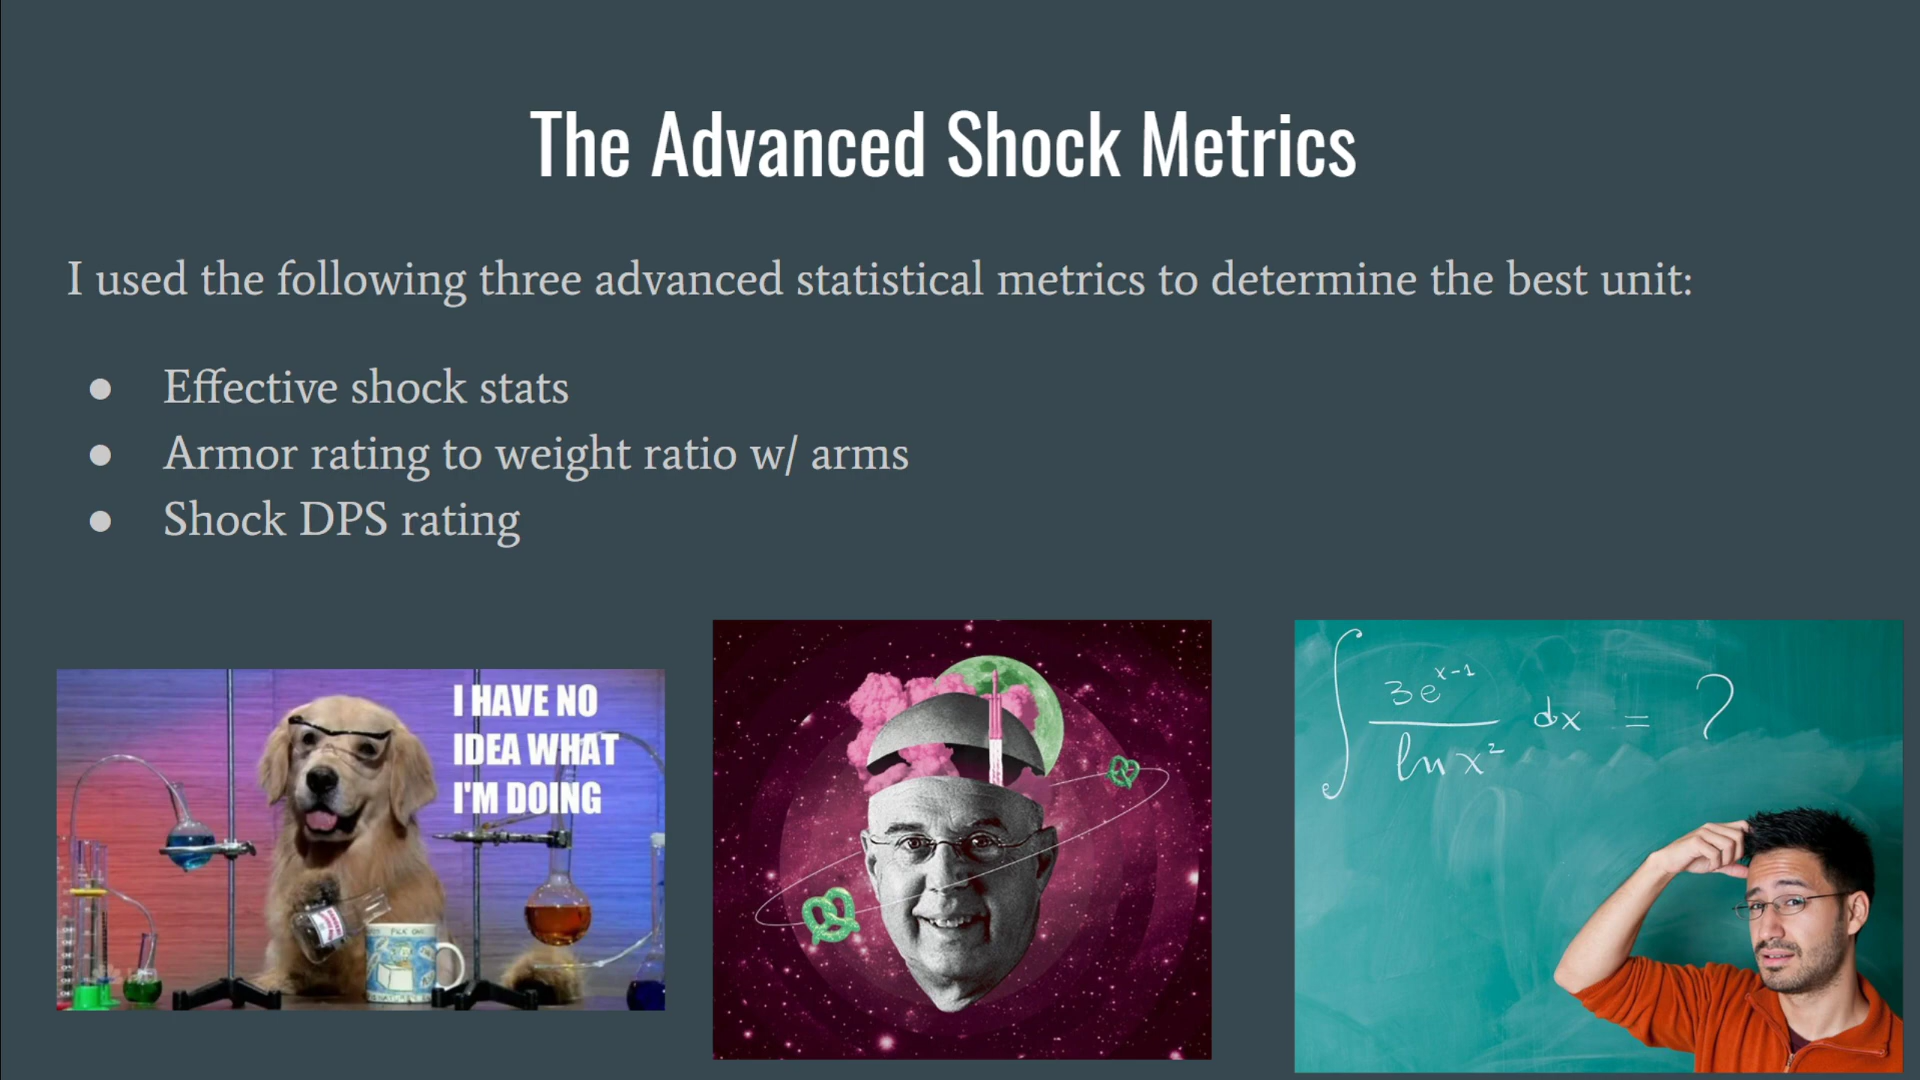 The Advanced Shock Metrics
I used the following three advanced statistical metrics to determine the best unit:
● Effective shock stats
● Armor rating to weight ratio w/ arms
● Shock DPS rating
I HAVE NO
IDEA WHAT
I'M DOING
∫ 3e^(x-1) / ln x² dx = ?